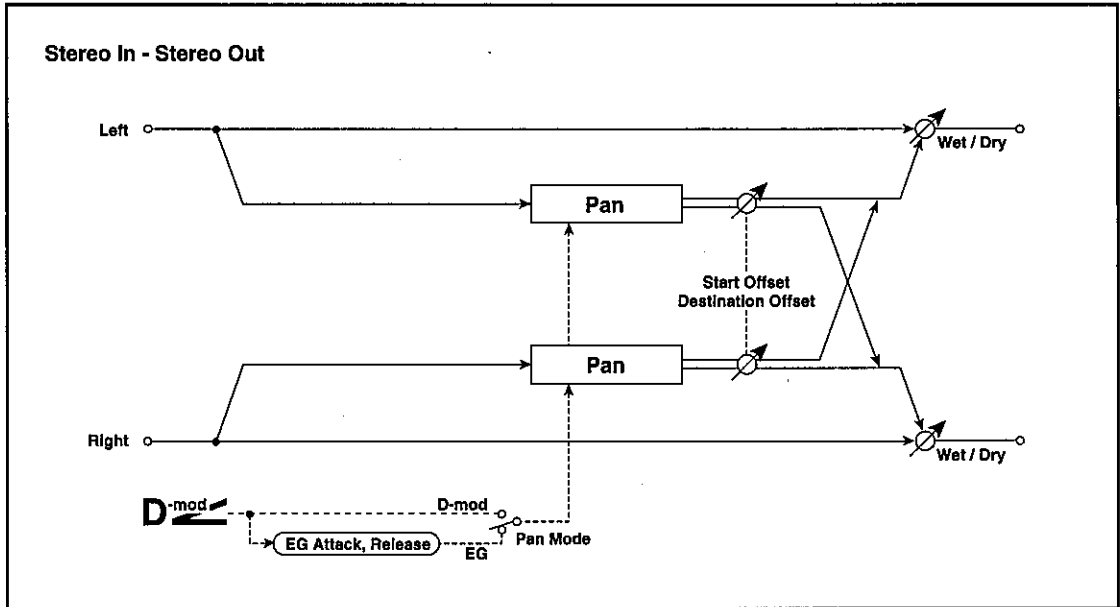 Stereo In - Stereo Out
Left
Wet / Dry
Pan
Start Offset
Destination Offset
Pan
Right
Wet / Dry
D-mod
D-mod
EG Attack, Release
EG
Pan Mode